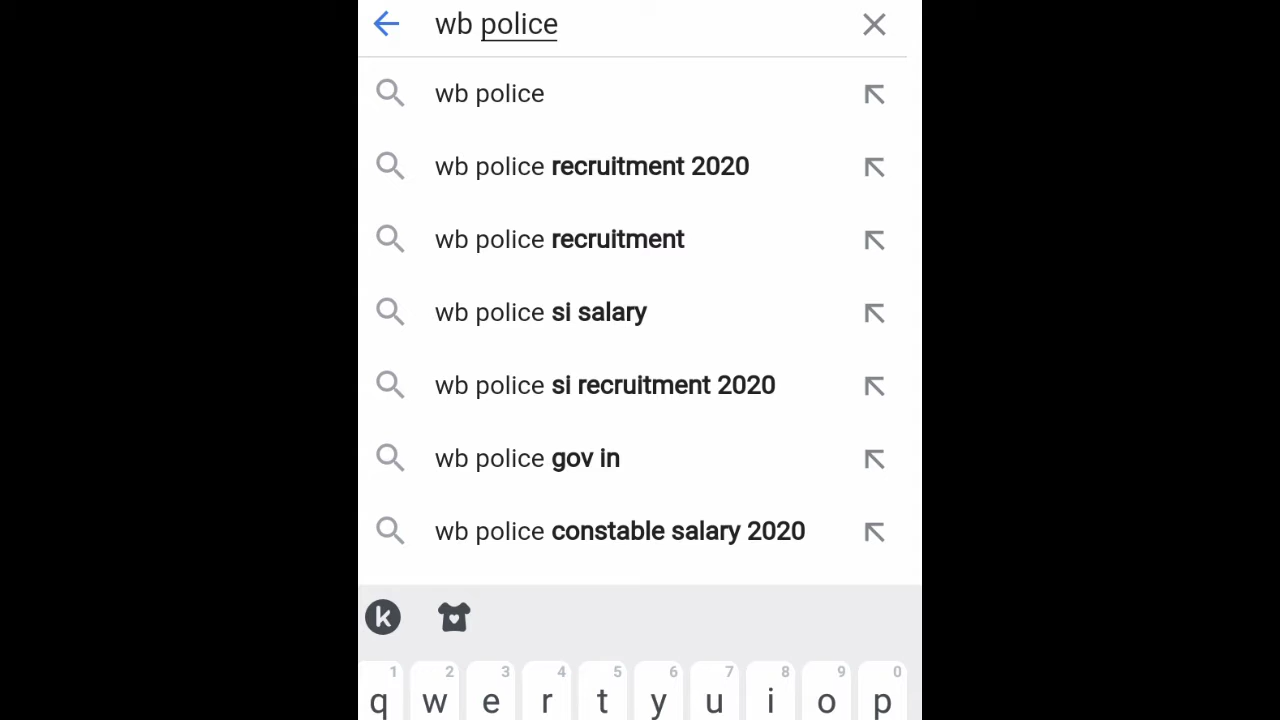 wb police
wb police
wb police recruitment 2020
wb police recruitment
wb police si salary
wb police si recruitment 2020
wb police gov in
wb police constable salary 2020
k
1 2 3 4 5 6 7 8 9 0
q w e r t y u i o p